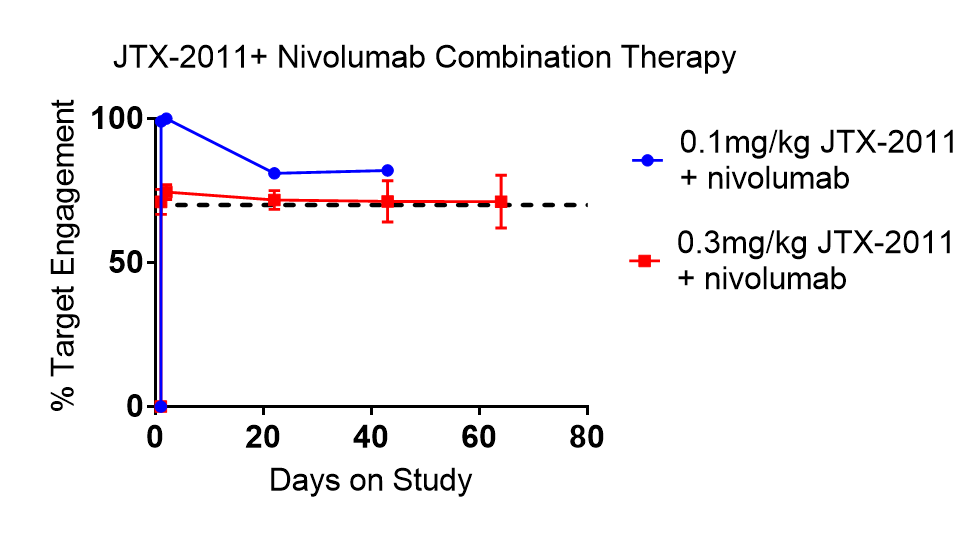 JTX-2011+ Nivolumab Combination Therapy
% Target Engagement
100
50
0
0 20 40 60 80
Days on Study
0.1mg/kg JTX-2011
+ nivolumab
0.3mg/kg JTX-2011
+ nivolumab